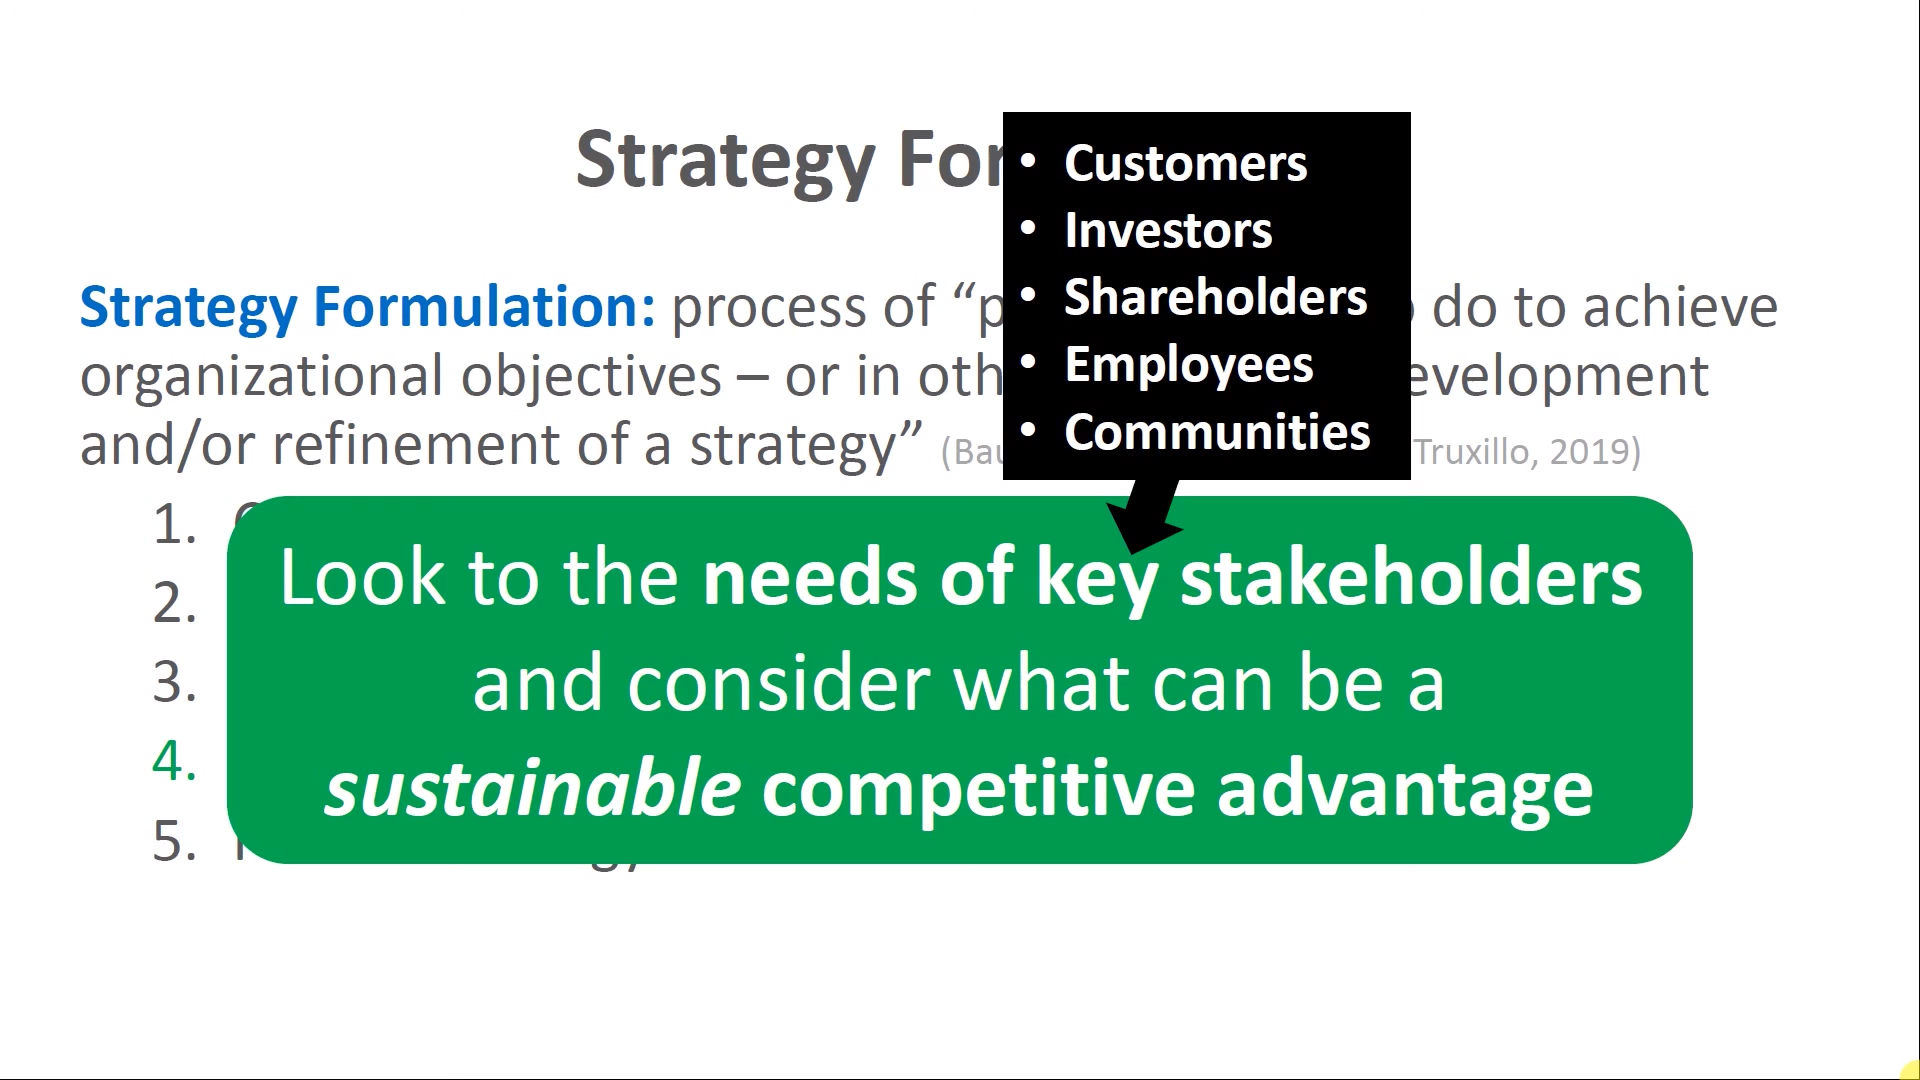 Strategy For
• Customers
• Investors
• Shareholders
• Employees
• Communities
Strategy Formulation: process of “p do to achieve
organizational objectives – or in oth evelopment
and/or refinement of a strategy” (Bau Truxillo, 2019)
1.
2.
3.
4.
5.
Look to the needs of key stakeholders
and consider what can be a
sustainable competitive advantage